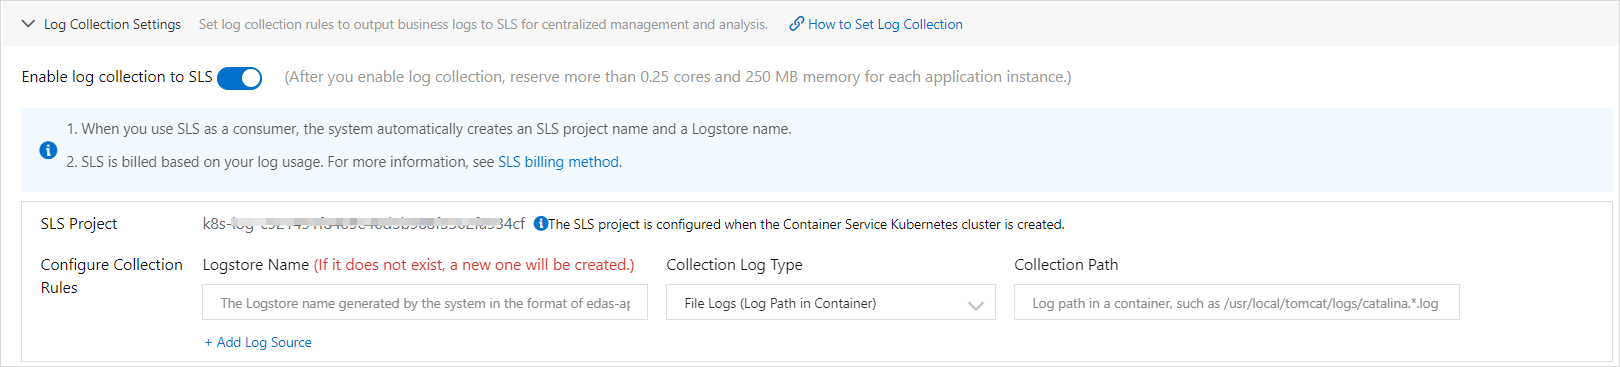 Log Collection Settings Set log collection rules to output business logs to SLS for centralized management and analysis. How to Set Log Collection
Enable log collection to SLS (After you enable log collection, reserve more than 0.25 cores and 250 MB memory for each application instance.)
1. When you use SLS as a consumer, the system automatically creates an SLS project name and a Logstore name.
2. SLS is billed based on your log usage. For more information, see SLS billing method.
SLS Project k8s- The SLS project is configured when the Container Service Kubernetes cluster is created.
Configure Collection Rules
Logstore Name (If it does not exist, a new one will be created.) Collection Log Type Collection Path
The Logstore name generated by the system in the format of edas-ap File Logs (Log Path in Container) Log path in a container, such as /usr/local/tomcat/logs/catalina.*.log
+ Add Log Source